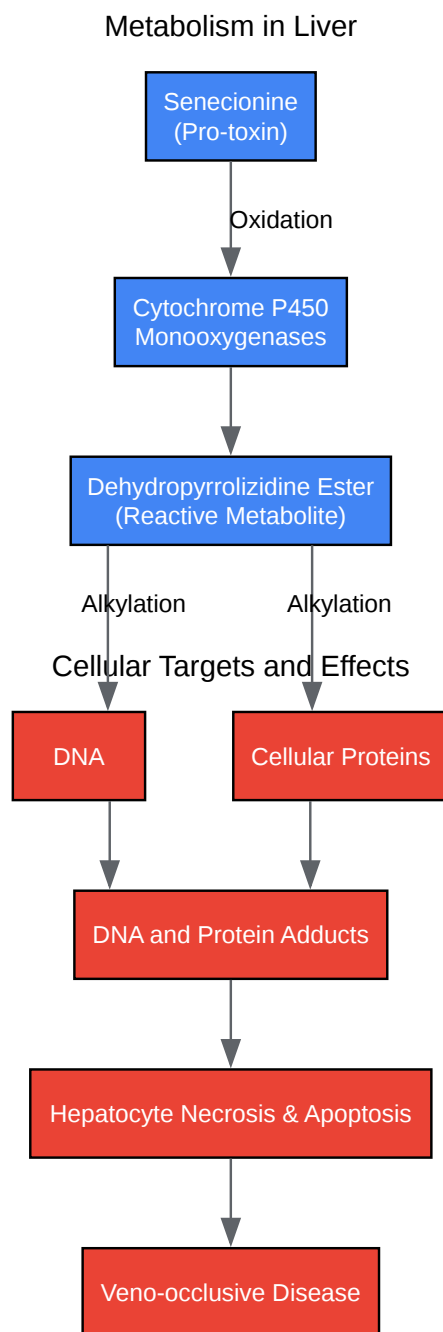 Metabolism in Liver
Senecionine
(Pro-toxin)
Oxidation
Cytochrome P450
Monooxygenases
Dehydropyrrolizidine Ester
(Reactive Metabolite)
Alkylation
Alkylation
Cellular Targets and Effects
DNA
Cellular Proteins
DNA and Protein Adducts
Hepatocyte Necrosis & Apoptosis
Veno-occlusive Disease